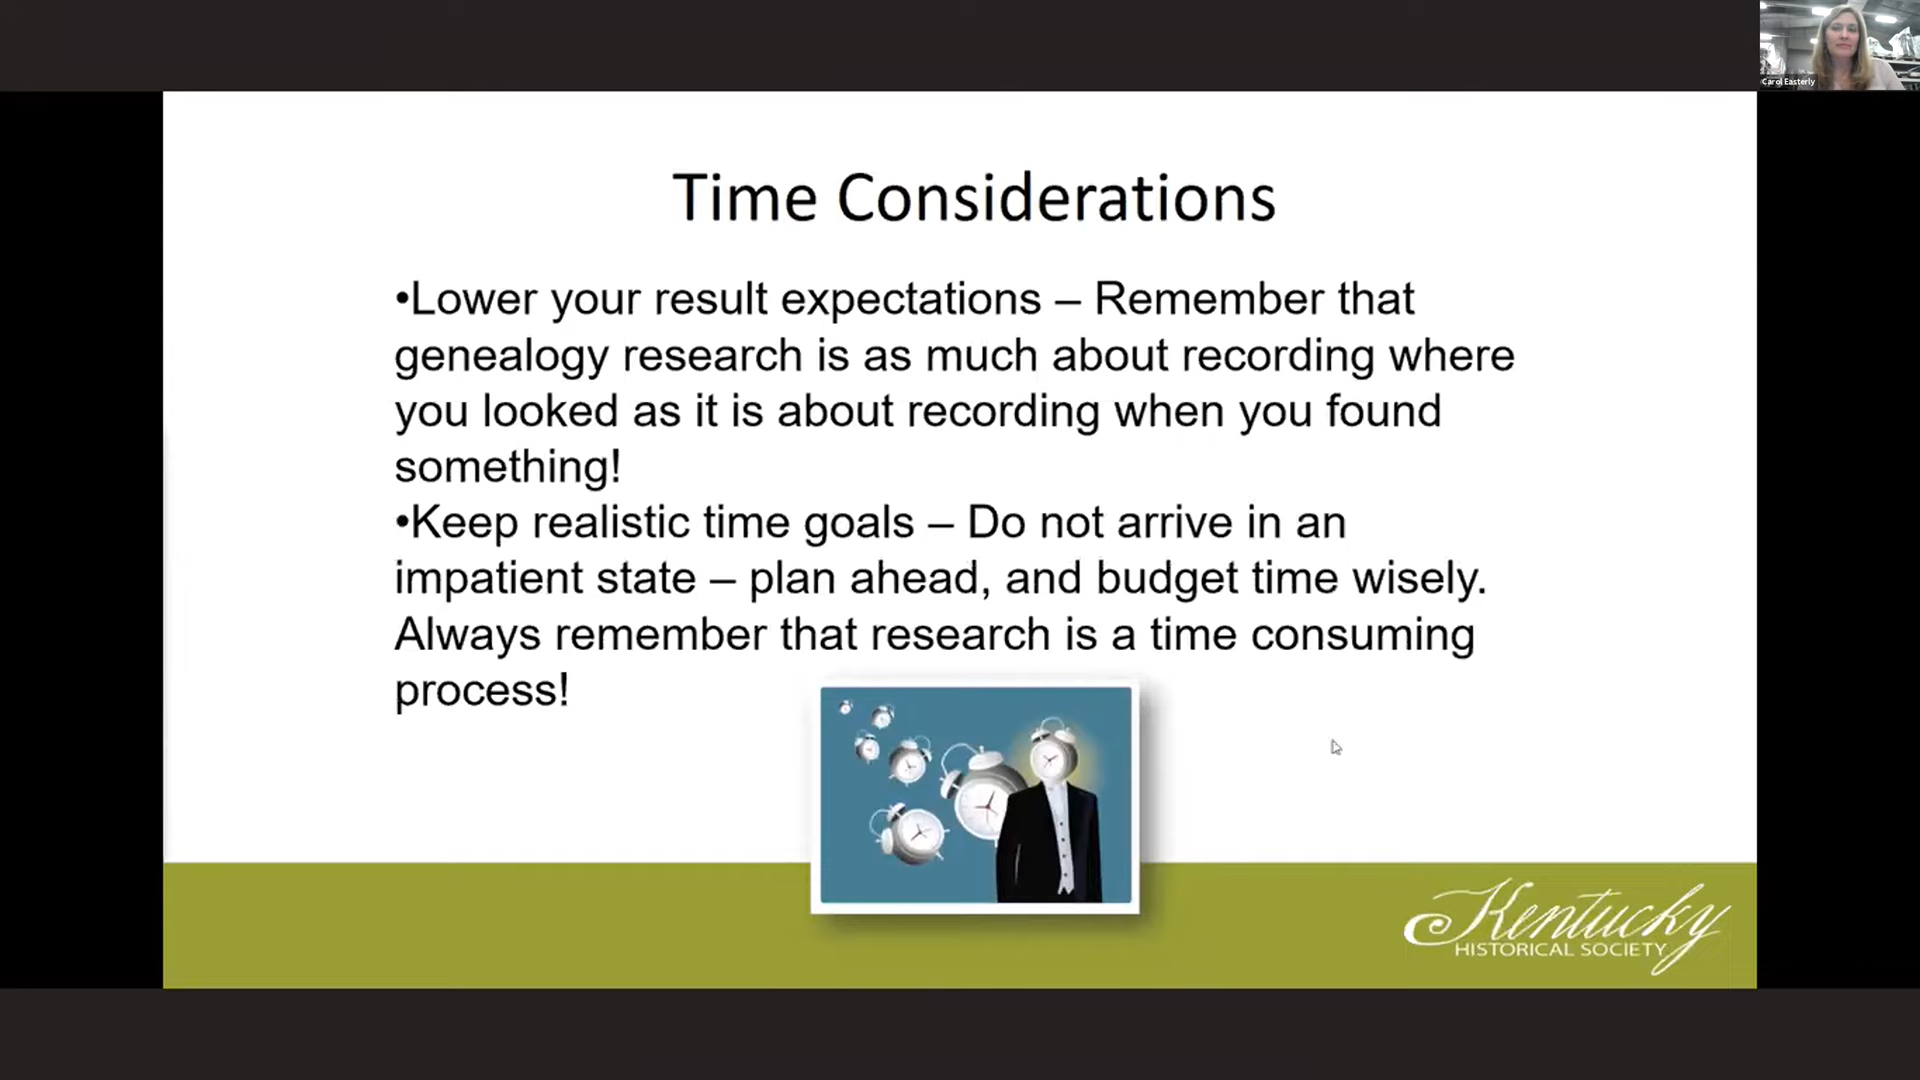 Carol Easterly
Time Considerations
•Lower your result expectations – Remember that
genealogy research is as much about recording where
you looked as it is about recording when you found
something!
•Keep realistic time goals – Do not arrive in an
impatient state – plan ahead, and budget time wisely.
Always remember that research is a time consuming
process!
Kentucky
HISTORICAL SOCIETY